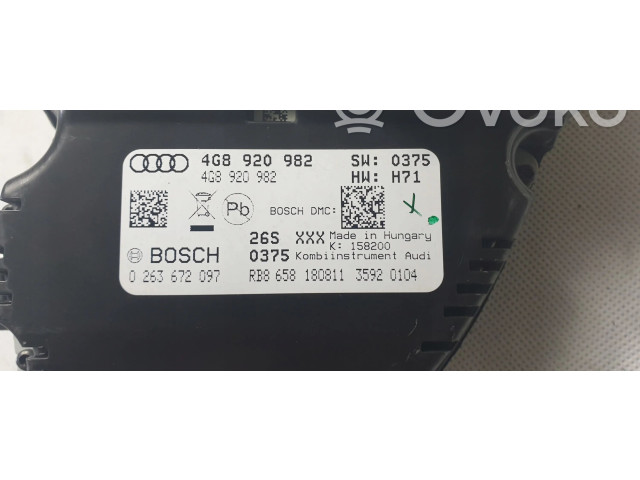 Ovoko
4G8 920 982 SW: 0375
4G8 920 982 HW: H71
Pb BOSCH DMC:
26S XXX Made in Hungary
K: 158200
BOSCH 0375 Kombiinstrument Audi
0 263 672 097 RB8 658 180811 3592 0104